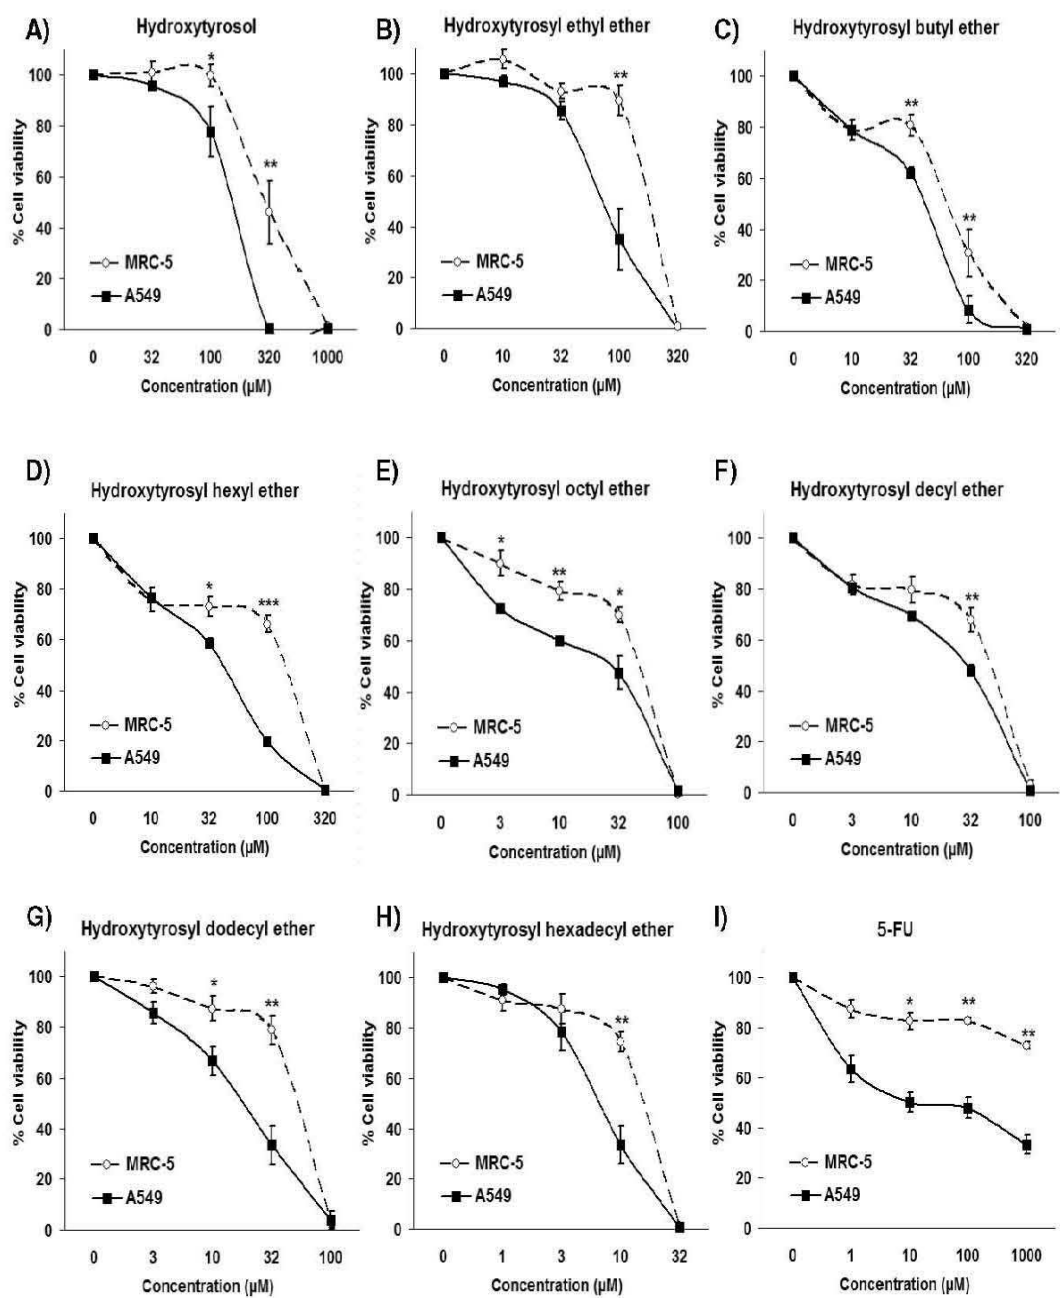 A)
Hydroxytyrosol
% Cell viability
100
80
60
40
20
0
*
**
MRC-5
A549
0 32 100 320 1000
Concentration (µM)
B)
Hydroxytyrosyl ethyl ether
% Cell viability
100
80
60
40
20
0
**
MRC-5
A549
0 10 32 100 320
Concentration (µM)
C)
Hydroxytyrosyl butyl ether
% Cell viability
100
80
60
40
20
0
**
**
MRC-5
A549
0 10 32 100 320
Concentration (µM)
D)
Hydroxytyrosyl hexyl ether
% Cell viability
100
80
60
40
20
0
*
***
MRC-5
A549
0 10 32 100 320
Concentration (µM)
E)
Hydroxytyrosyl octyl ether
% Cell viability
100
80
60
40
20
0
*
**
*
MRC-5
A549
0 3 10 32 100
Concentration (µM)
F)
Hydroxytyrosyl decyl ether
% Cell viability
100
80
60
40
20
0
**
MRC-5
A549
0 3 10 32 100
Concentration (µM)
G)
Hydroxytyrosyl dodecyl ether
% Cell viability
100
80
60
40
20
0
*
**
MRC-5
A549
0 3 10 32 100
Concentration (µM)
H)
Hydroxytyrosyl hexadecyl ether
% Cell viability
100
80
60
40
20
0
**
MRC-5
A549
0 1 3 10 32
Concentration (µM)
I)
5-FU
% Cell viability
100
80
60
40
20
0
*
**
**
MRC-5
A549
0 1 10 100 1000
Concentration (µM)